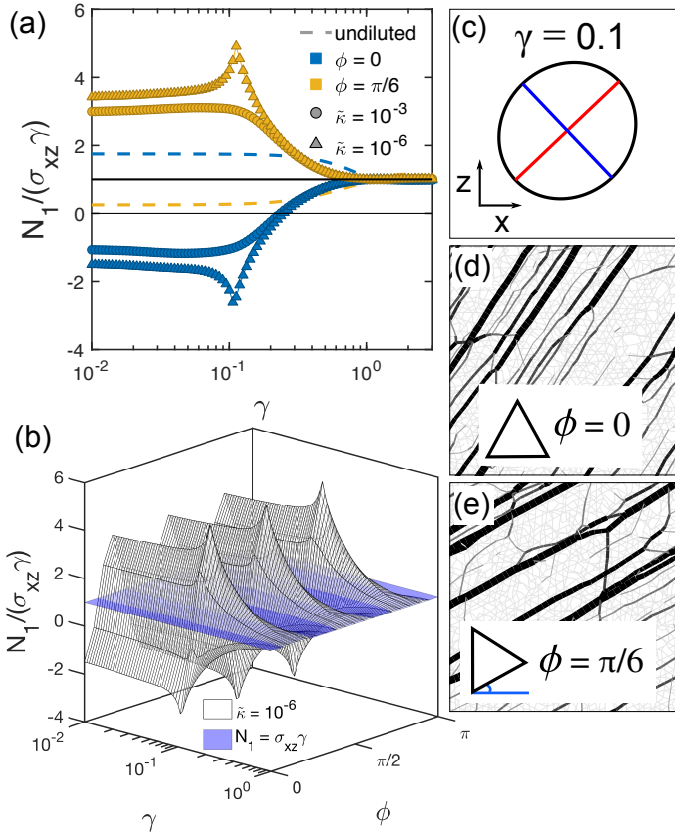 (a)
undiluted
ϕ = 0
ϕ = π/6
κ̃ = 10⁻³
κ̃ = 10⁻⁶
N₁/(σₓzγ)
6
4
2
0
-2
-4
10⁻²
10⁻¹
10⁰
γ
(b)
N₁/(σₓzγ)
6
4
2
0
-2
-4
10⁻²
10⁻¹
10⁰
γ
0
π/2
π
ϕ
κ̃ = 10⁻⁶
N₁ = σₓzγ
(c)
γ = 0.1
z
x
(d)
ϕ = 0
(e)
ϕ = π/6